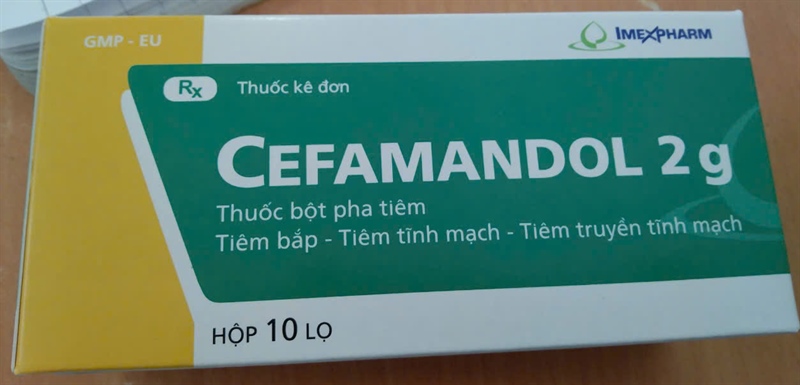 GMP - EU
IMEXPHARM
Rx Thuốc kê đơn
CEFAMANDOL 2 g
Thuốc bột pha tiêm
Tiêm bắp - Tiêm tĩnh mạch - Tiêm truyền tĩnh mạch
HỘP 10 LỌ